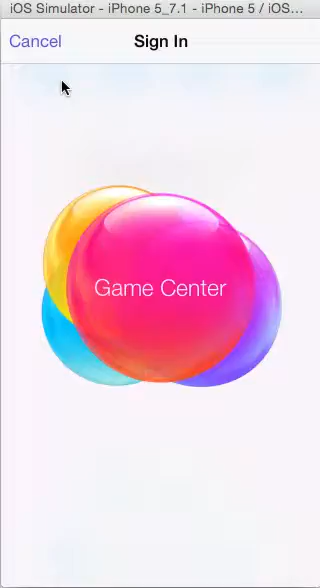 iOS Simulator - iPhone 5_7.1 - iPhone 5 / iOS...
Cancel
Sign In
Game Center